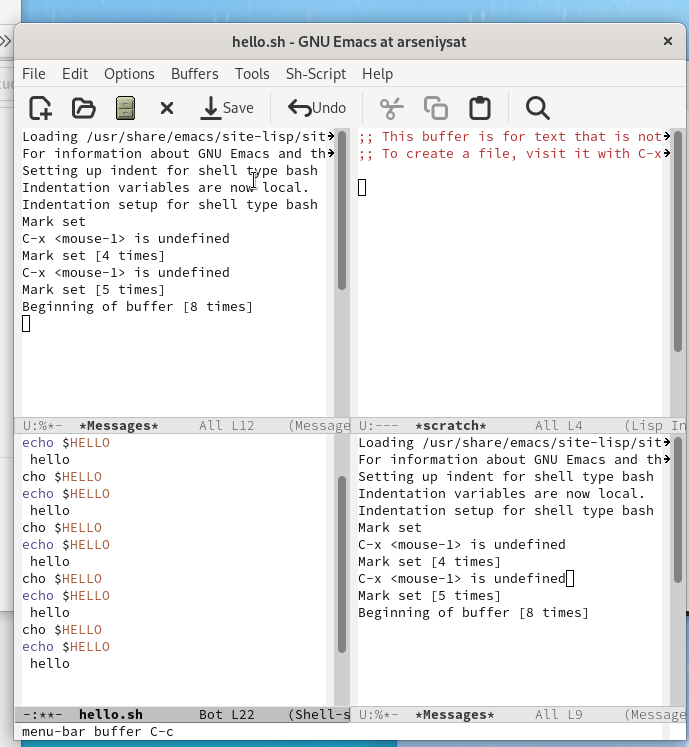 hello.sh - GNU Emacs at arseniysat
File Edit Options Buffers Tools Sh-Script Help
Save Undo
Loading /usr/share/emacs/site-lisp/sit
For information about GNU Emacs and th
Setting up indent for shell type bash
Indentation variables are now local.
Indentation setup for shell type bash
Mark set
C-x <mouse-1> is undefined
Mark set [4 times]
C-x <mouse-1> is undefined
Mark set [5 times]
Beginning of buffer [8 times]
U:%*- *Messages* All L12 (Message
;; This buffer is for text that is not
;; To create a file, visit it with C-x
U:--- *scratch* All L4 (Lisp In
echo $HELLO
hello
cho $HELLO
echo $HELLO
hello
cho $HELLO
echo $HELLO
hello
cho $HELLO
echo $HELLO
hello
cho $HELLO
echo $HELLO
hello
-:**- hello.sh Bot L22 (Shell-s
Loading /usr/share/emacs/site-lisp/sit
For information about GNU Emacs and th
Setting up indent for shell type bash
Indentation variables are now local.
Indentation setup for shell type bash
Mark set
C-x <mouse-1> is undefined
Mark set [4 times]
C-x <mouse-1> is undefined
Mark set [5 times]
Beginning of buffer [8 times]
U:%*- *Messages* All L9 (Message
menu-bar buffer C-c